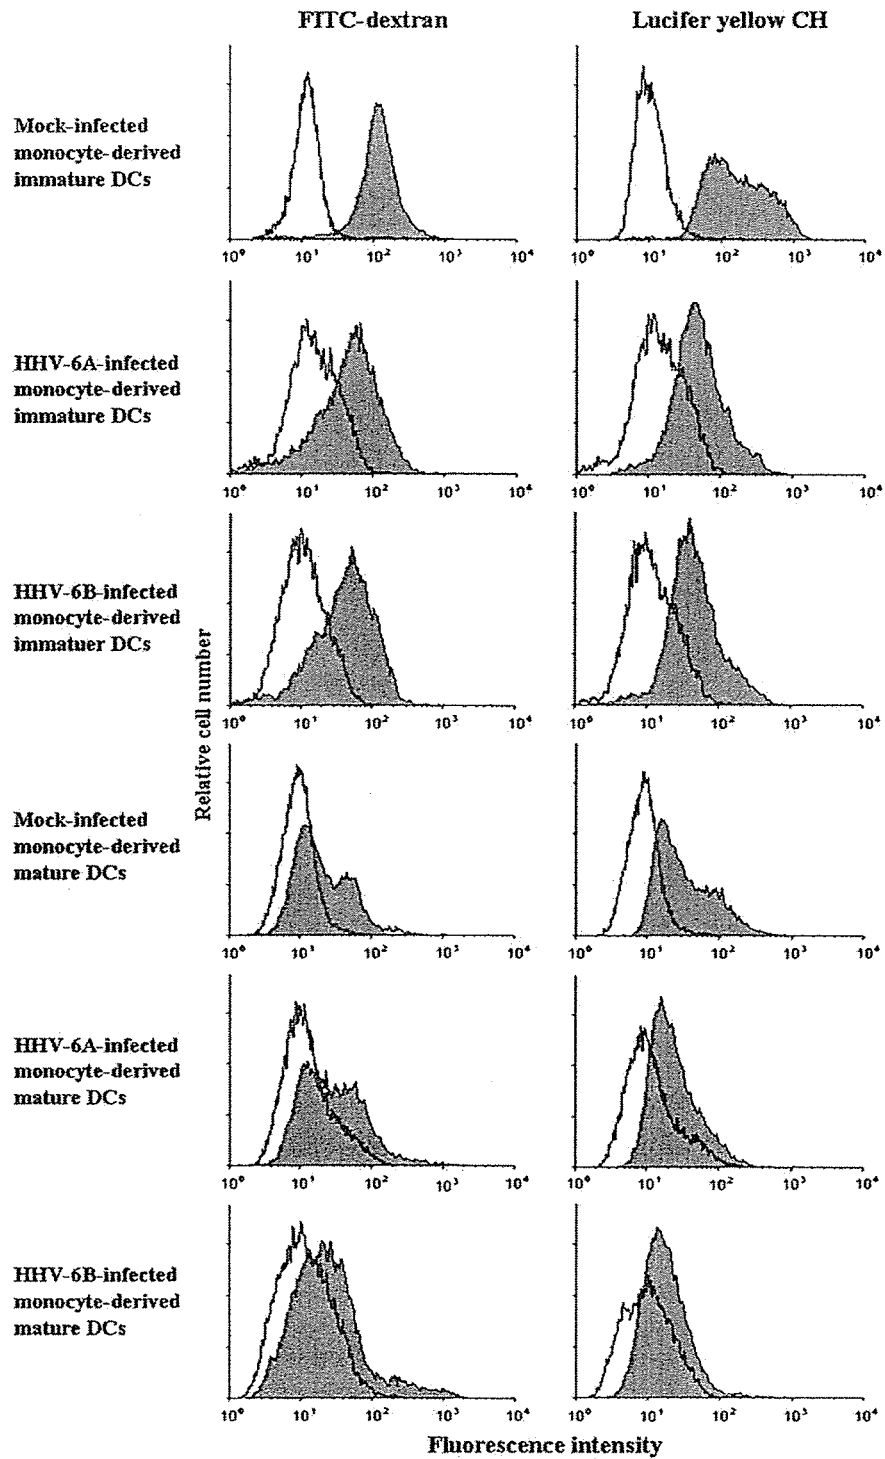 FITC-dextran Lucifer yellow CH
Mock-infected
monocyte-derived
immature DCs
10⁰ 10¹ 10² 10³ 10⁴ 10⁰ 10¹ 10² 10³ 10⁴
HHV-6A-infected
monocyte-derived
immature DCs
10⁰ 10¹ 10² 10³ 10⁴ 10⁰ 10¹ 10² 10³ 10⁴
HHV-6B-infected
monocyte-derived
immatuer DCs
10⁰ 10¹ 10² 10³ 10⁴ 10⁰ 10¹ 10² 10³ 10⁴
Relative cell number
Mock-infected
monocyte-derived
mature DCs
10⁰ 10¹ 10² 10³ 10⁴ 10⁰ 10¹ 10² 10³ 10⁴
HHV-6A-infected
monocyte-derived
mature DCs
10⁰ 10¹ 10² 10³ 10⁴ 10⁰ 10¹ 10² 10³ 10⁴
HHV-6B-infected
monocyte-derived
mature DCs
10⁰ 10¹ 10² 10³ 10⁴ 10⁰ 10¹ 10² 10³ 10⁴
Fluorescence intensity